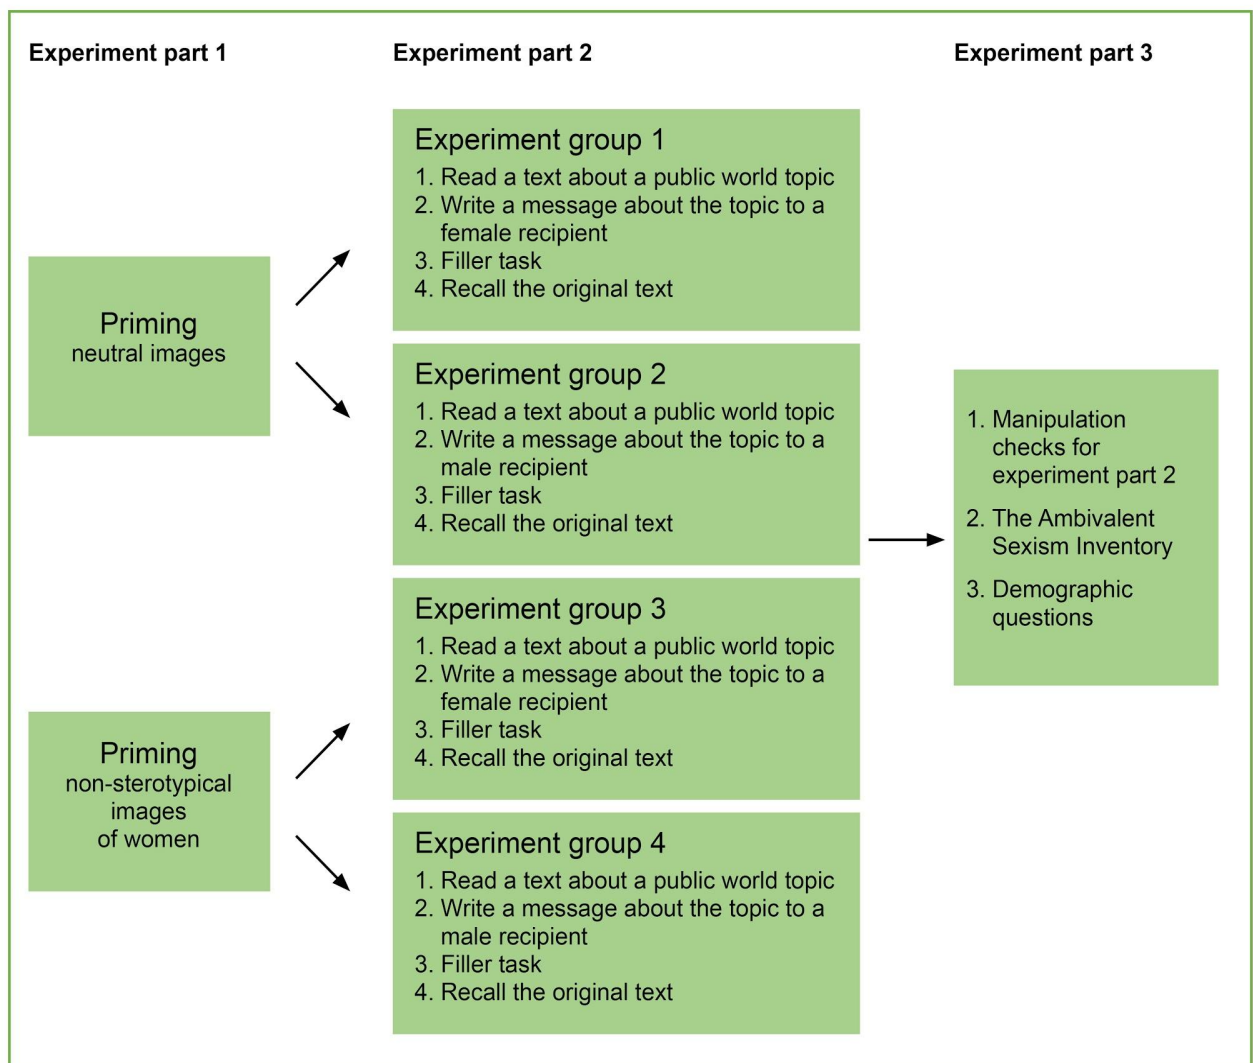 Experiment part 1
Experiment part 2
Experiment part 3
Priming
neutral images
Priming
non-sterotypical
images
of women
Experiment group 1
1. Read a text about a public world topic
2. Write a message about the topic to a
female recipient
3. Filler task
4. Recall the original text
Experiment group 2
1. Read a text about a public world topic
2. Write a message about the topic to a
male recipient
3. Filler task
4. Recall the original text
Experiment group 3
1. Read a text about a public world topic
2. Write a message about the topic to a
female recipient
3. Filler task
4. Recall the original text
Experiment group 4
1. Read a text about a public world topic
2. Write a message about the topic to a
male recipient
3. Filler task
4. Recall the original text
1. Manipulation
checks for
experiment part 2
2. The Ambivalent
Sexism Inventory
3. Demographic
questions